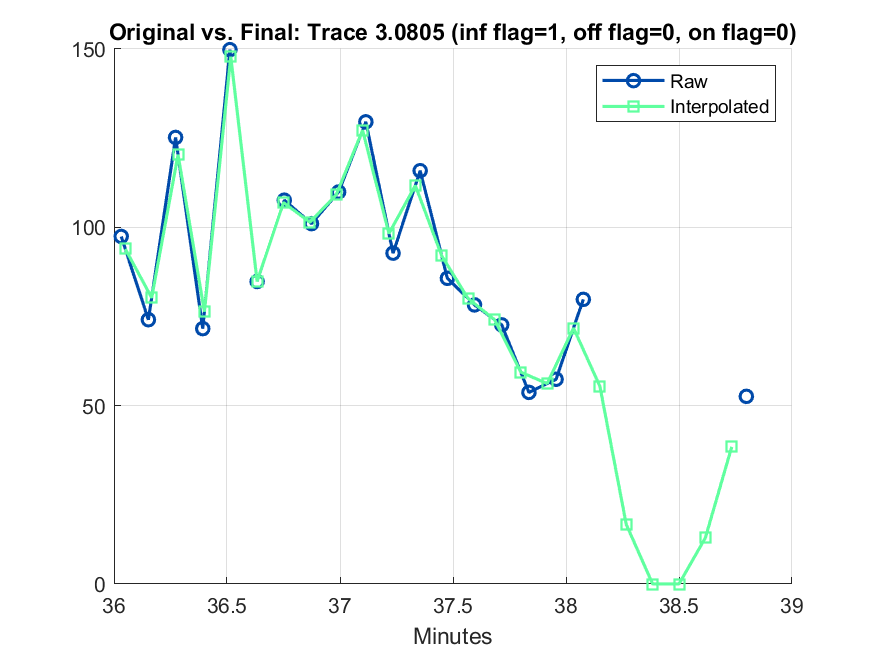 Original vs. Final: Trace 3.0805 (inf flag=1, off flag=0, on flag=0)
150
100
50
0
Raw
Interpolated
36
36.5
37
37.5
38
38.5
39
Minutes